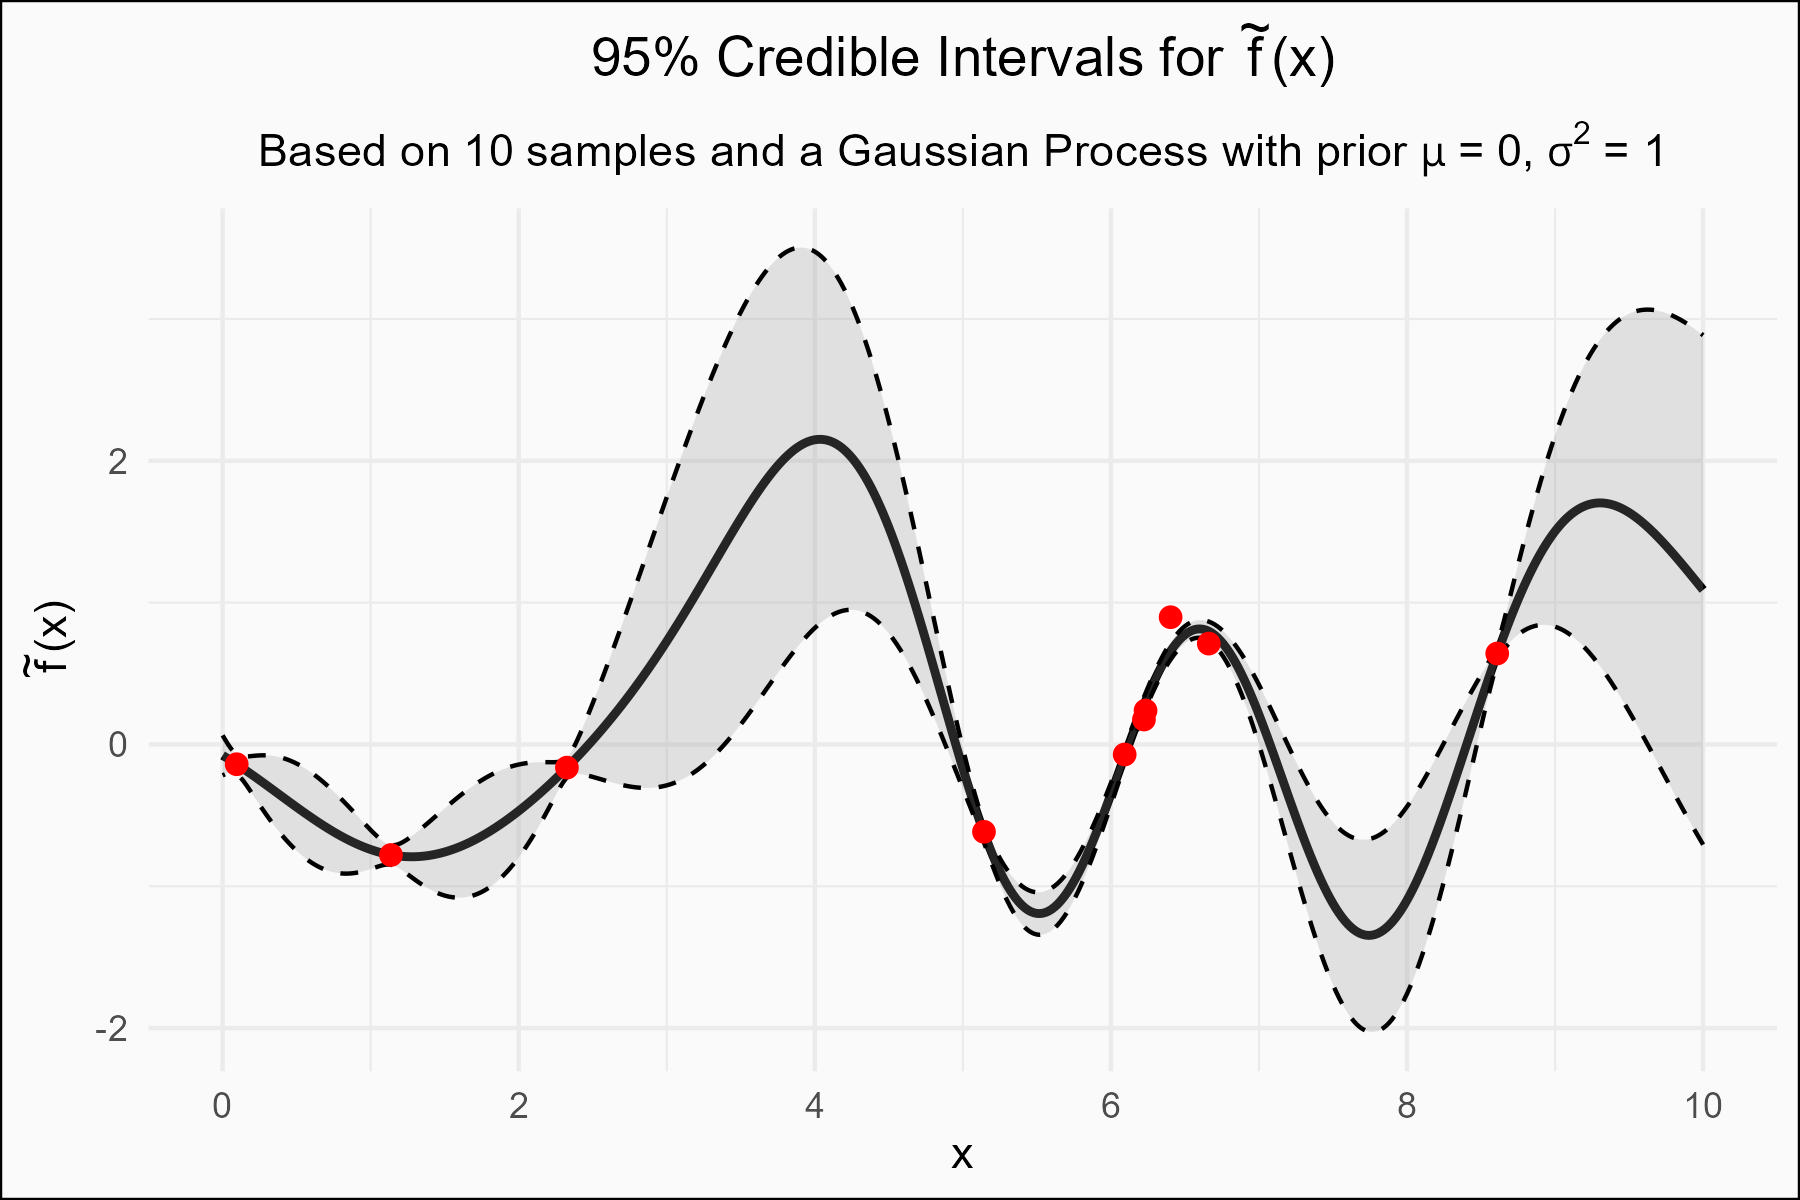 95% Credible Intervals for f̃(x)
Based on 10 samples and a Gaussian Process with prior μ = 0, σ² = 1
f̃(x)
2
0
-2
0 2 4 6 8 10
x